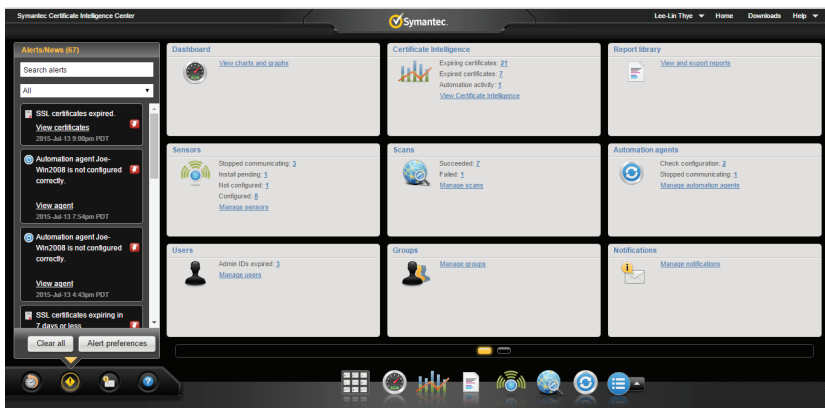 Symantec Certificate Intelligence Center
Symantec.
Lee-Lin Thye Home Downloads Help
Alerts/News (67)
Search alerts
All
SSL certificates expired.
View certificates
2015-Jul-13 9:00pm PDT
Automation agent Joe-
Win2008 is not configured
correctly.
View agent
2015-Jul-13 7:54pm PDT
Automation agent Joe-
Win2008 is not configured
correctly.
View agent
2015-Jul-13 4:43pm PDT
SSL certificates expiring in
7 days or less
Clear all Alert preferences
Dashboard
View charts and graphs
Certificate Intelligence
Expiring certificates: 21
Expired certificates: 7
Automation activity: 1
View Certificate Intelligence
Report library
View and export reports
Sensors
Stopped communicating: 3
Install pending: 1
Not configured: 1
Configured: 8
Manage sensors
Scans
Succeeded: 7
Failed: 1
Manage scans
Automation agents
Check configuration: 2
Stopped communicating: 1
Manage automation agents
Users
Admin IDs expired: 3
Manage users
Groups
Manage groups
Notifications
Manage notifications